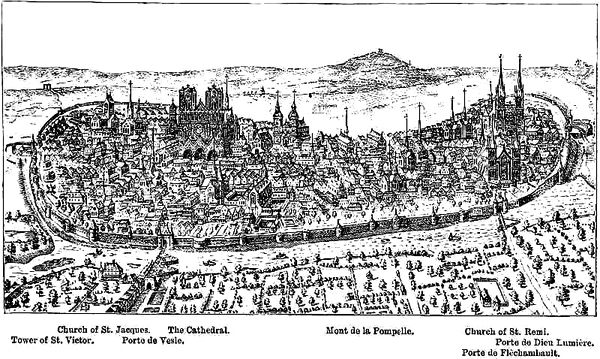 Church of St. Jacques. The Cathedral. Mont de la Pompelle. Church of St. Remi.
Tower of St. Victor. Porto de Vesle. Porte de Dieu Lumière.
Porte de Fléchambault.